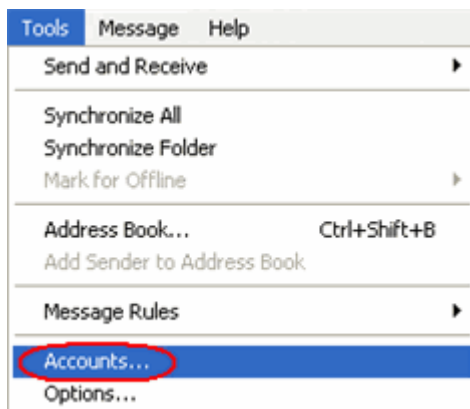 Tools Message Help
Send and Receive
Synchronize All
Synchronize Folder
Mark for Offline
Address Book... Ctrl+Shift+B
Add Sender to Address Book
Message Rules
Accounts...
Options...